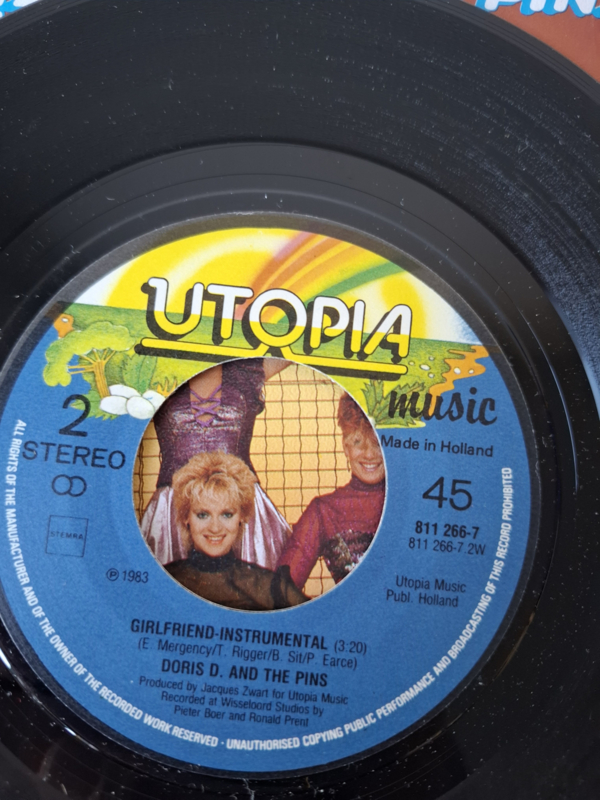 UTOPIA
music
2
STEREO
Made in Holland
45
811 266-7
811 266-7.2W
STEMRA
℗ 1983
Utopia Music
Publ. Holland
GIRLFRIEND-INSTRUMENTAL (3:20)
(E. Mergency/T. Rigger/B. Sit/P. Earce)
DORIS D. AND THE PINS
Produced by Jacques Zwart for Utopia Music
Recorded at Wisseloord Studios by
Pieter Boer and Ronald Prent
ALL RIGHTS OF THE MANUFACTURER AND OF THE OWNER OF THE RECORDED WORK RESERVED · UNAUTHORISED COPYING PUBLIC PERFORMANCE AND BROADCASTING OF THIS RECORD PROHIBITED